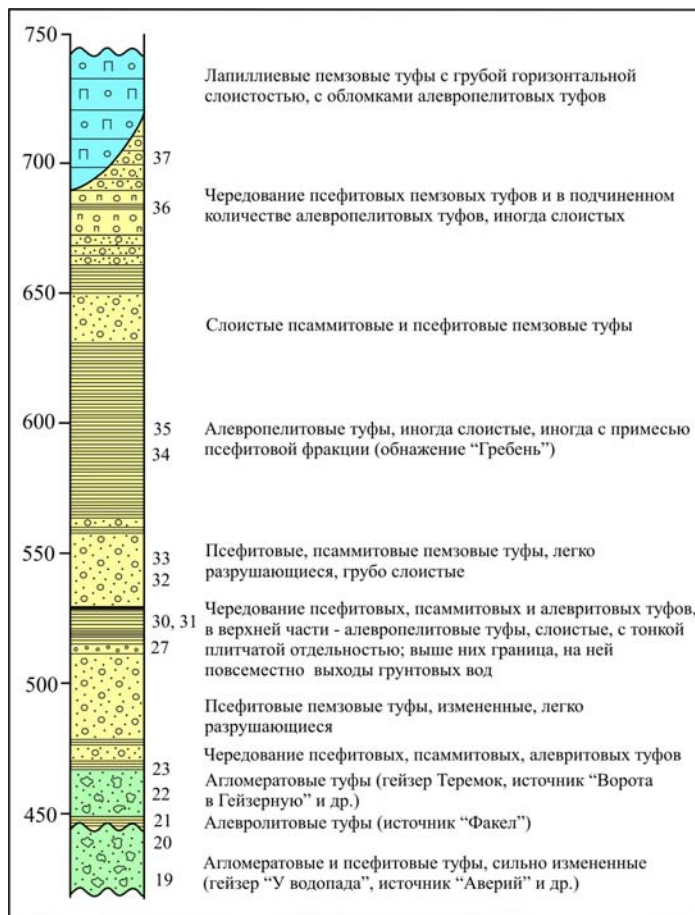 750
Лапиллиевые пемзовые туфы с грубой горизонтальной
слоистостью, с обломками алевропелитовых туфов
700
37
36
Чередование псефитовых пемзовых туфов и в подчиненном
количестве алевропелитовых туфов, иногда слоистых
650
Слоистые псаммитовые и псефитовые пемзовые туфы
600
35
34
Алевропелитовые туфы, иногда слоистые, иногда с примесью
псефитовой фракции (обнажение “Гребень”)
550
33
32
Псефитовые, псаммитовые пемзовые туфы, легко
разрушающиеся, грубо слоистые
30, 31
27
Чередование псефитовых, псаммитовых и алевритовых туфов,
в верхней части - алевропелитовые туфы, слоистые, с тонкой
плитчатой отдельностью; выше них граница, на ней
повсеместно выходы грунтовых вод
500
Псефитовые пемзовые туфы, измененные, легко
разрушающиеся
Чередование псефитовых, псаммитовых, алевритовых туфов
23
22
Агломератовые туфы (гейзер Теремок, источник “Ворота
в Гейзерную” и др.)
450
21
Алевролитовые туфы (источник “Факел”)
20
19
Агломератовые и псефитовые туфы, сильно измененные
(гейзер “У водопада”, источник “Аверий” и др.)